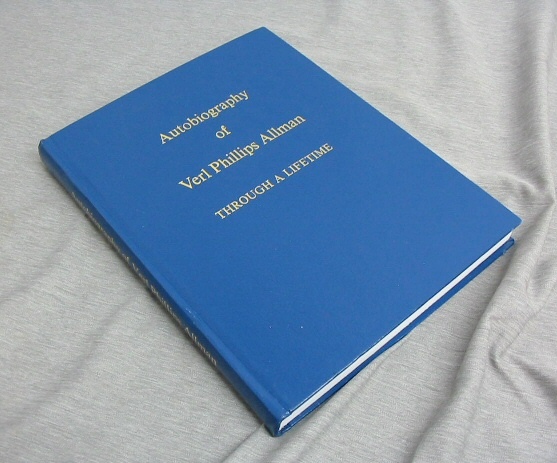 Autobiography
of
Verl Phillips Allman
THROUGH A LIFETIME
Autobiography of Verl Phillips Allman